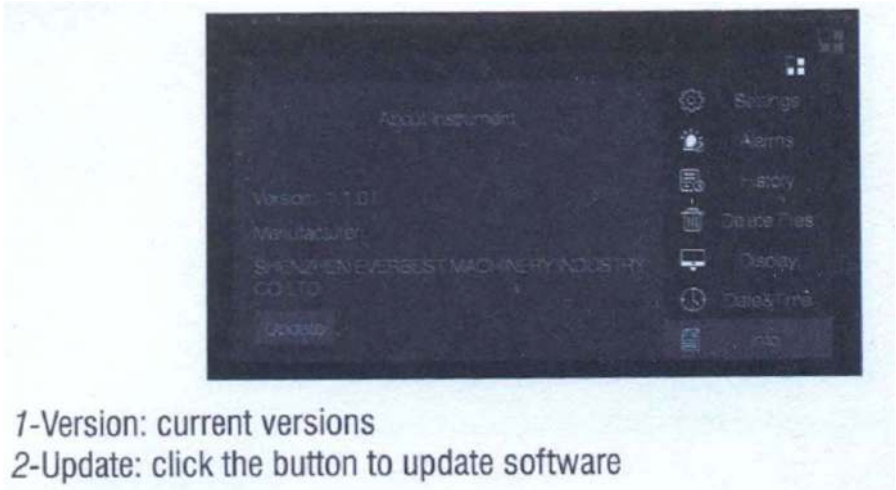 About Instrument
Settings
Alarms
History
Version: 1.1.01
Manufacturer:
Delete Files
SHENZHEN EVERBEST MACHINERY INDUSTRY
Display
CO LTD
Date&Time
Update
Info
1-Version: current versions
2-Update: click the button to update software